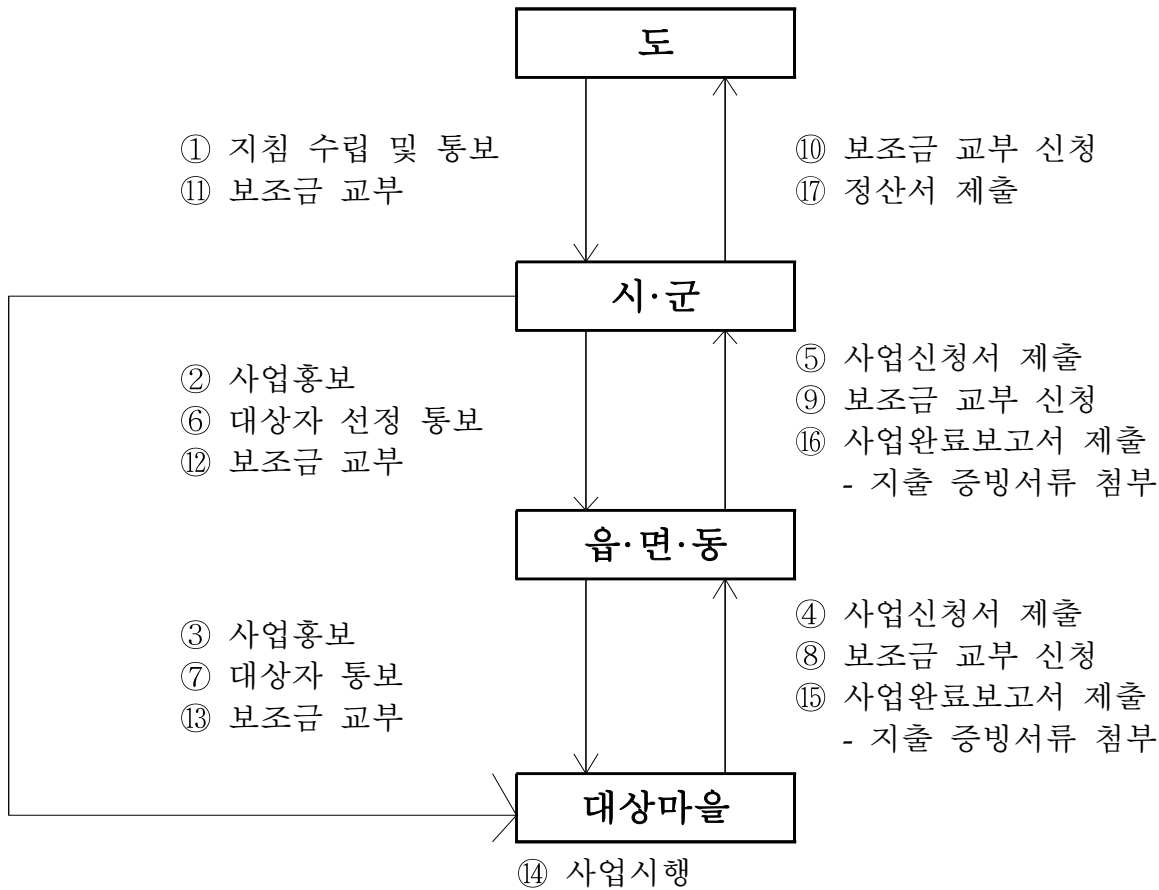 도
① 지침 수립 및 통보
⑪ 보조금 교부
⑩ 보조금 교부 신청
⑰ 정산서 제출
시·군
② 사업홍보
⑥ 대상자 선정 통보
⑫ 보조금 교부
⑤ 사업신청서 제출
⑨ 보조금 교부 신청
⑯ 사업완료보고서 제출
- 지출 증빙서류 첨부
읍·면·동
③ 사업홍보
⑦ 대상자 통보
⑬ 보조금 교부
④ 사업신청서 제출
⑧ 보조금 교부 신청
⑮ 사업완료보고서 제출
- 지출 증빙서류 첨부
대상마을
⑭ 사업시행